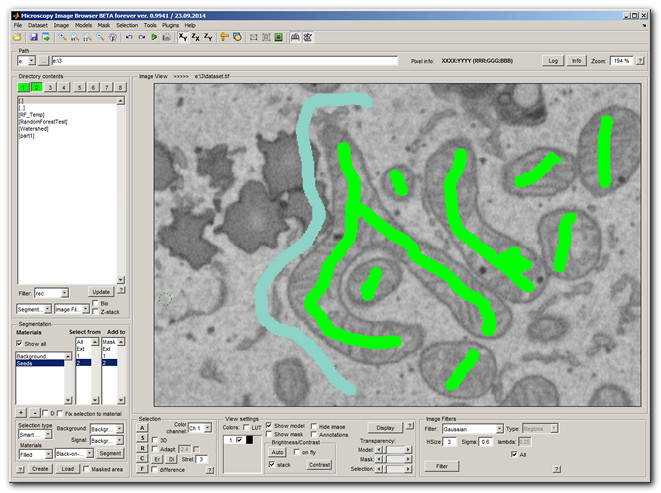 Microscopy Image Browser BETA forever ver. 0.9941 / 23.09.2014
File Dataset Image Models Mask Selection Tools Plugins Help
Path
e: ... e:\3 Pixel info: XXXX:YYYY (RRR:GGG:BBB) Log Info Zoom: 194 % ?
Directory contents
Image View >>>>> e:\3\dataset.tif
1 2 3 4 5 6 7 8
[.]
[..]
[RF_Temp]
[RandomForestTest]
[Watershed]
[part1]
Filter: rec Update ?
Segment... Image Fil... Bio
Z-stack
Segmentation
Materials Select from Add to
Show all
All Mask
Ext Ext
Background 1 1
Seeds 2 2
+ - D Fix selection to material
Selection type Background: Backgr...
Smart ... Signal: Backgr...
Materials
Filled Black-on-... Segment
? Create Load Masked area
Selection
A Color channel: Ch 1
S 3D
R Adapt. 2.4
C Er Di Strel. 3
F difference ?
View settings
Colors: LUT Show model Hide image Display ?
1 Show mask Annotations
Brightness/Contrast
Auto on fly
stack Contrast
Transparency:
Model:
Mask:
Selection:
Image Filters
Filter: Gaussian Type: Regions
HSize 3 Sigma 0.6 lambda: 0.25
All
Filter ?